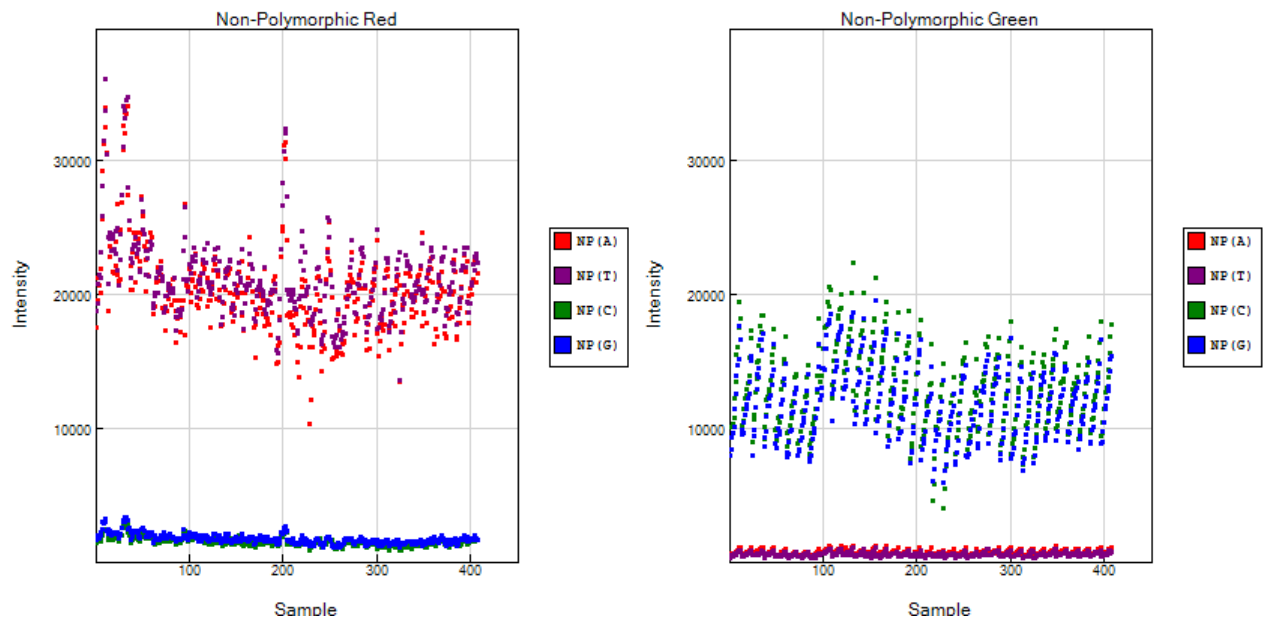 Non-Polymorphic Red
Intensity
30000
20000
10000
100
200
300
400
Sample
NP(A)
NP(T)
NP(C)
NP(G)
Non-Polymorphic Green
Intensity
30000
20000
10000
100
200
300
400
Sample
NP(A)
NP(T)
NP(C)
NP(G)